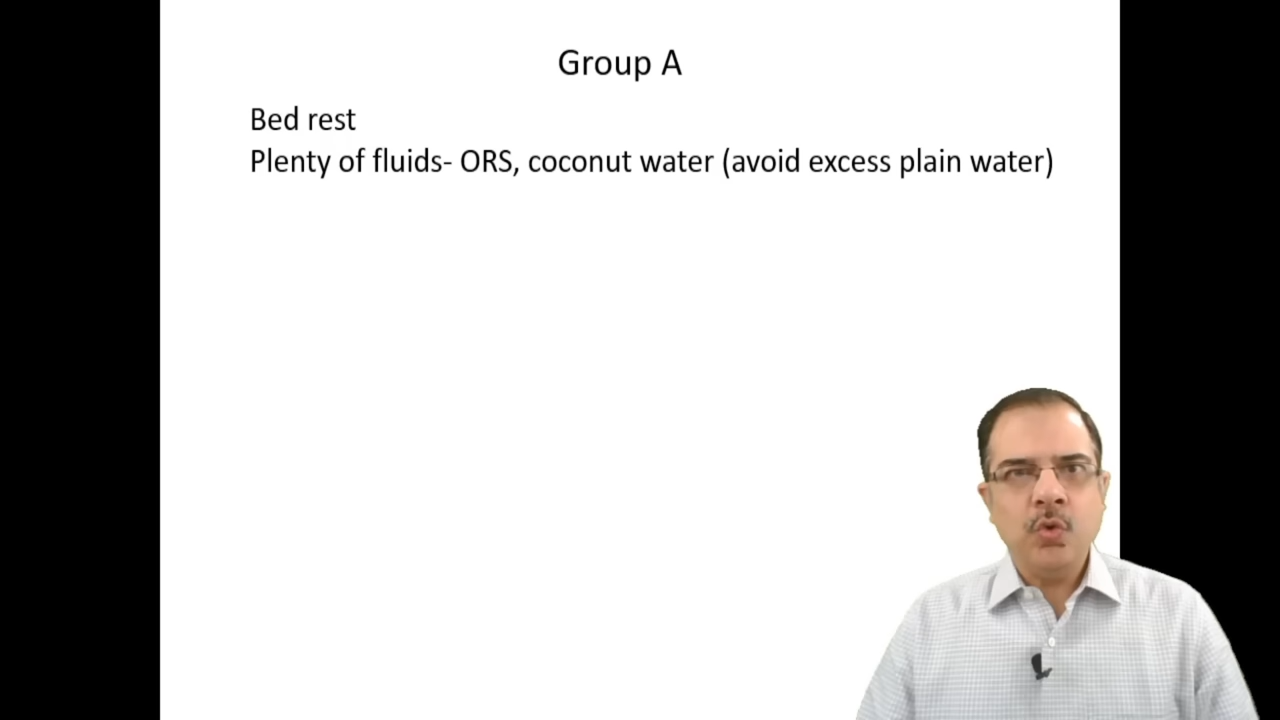 Group A
Bed rest
Plenty of fluids- ORS, coconut water (avoid excess plain water)